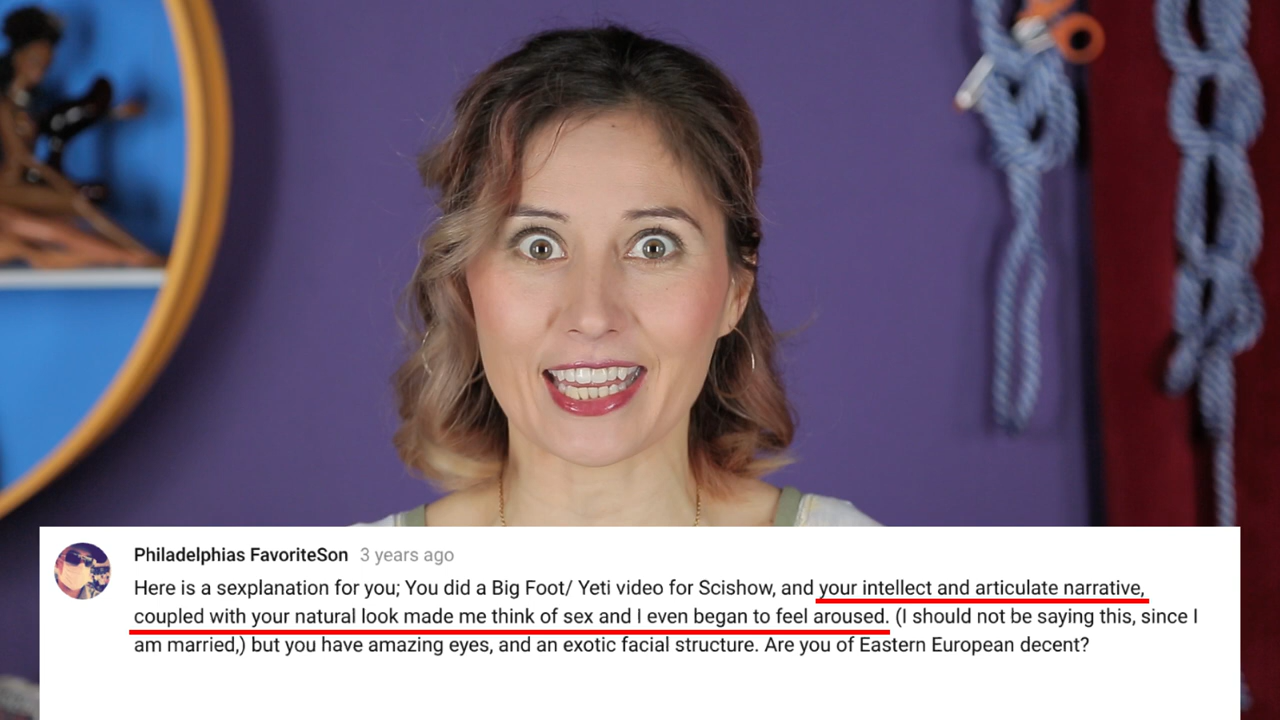 Philadelphias FavoriteSon 3 years ago
Here is a sexplanation for you; You did a Big Foot/ Yeti video for Scishow, and your intellect and articulate narrative,
coupled with your natural look made me think of sex and I even began to feel aroused. (I should not be saying this, since I
am married,) but you have amazing eyes, and an exotic facial structure. Are you of Eastern European decent?